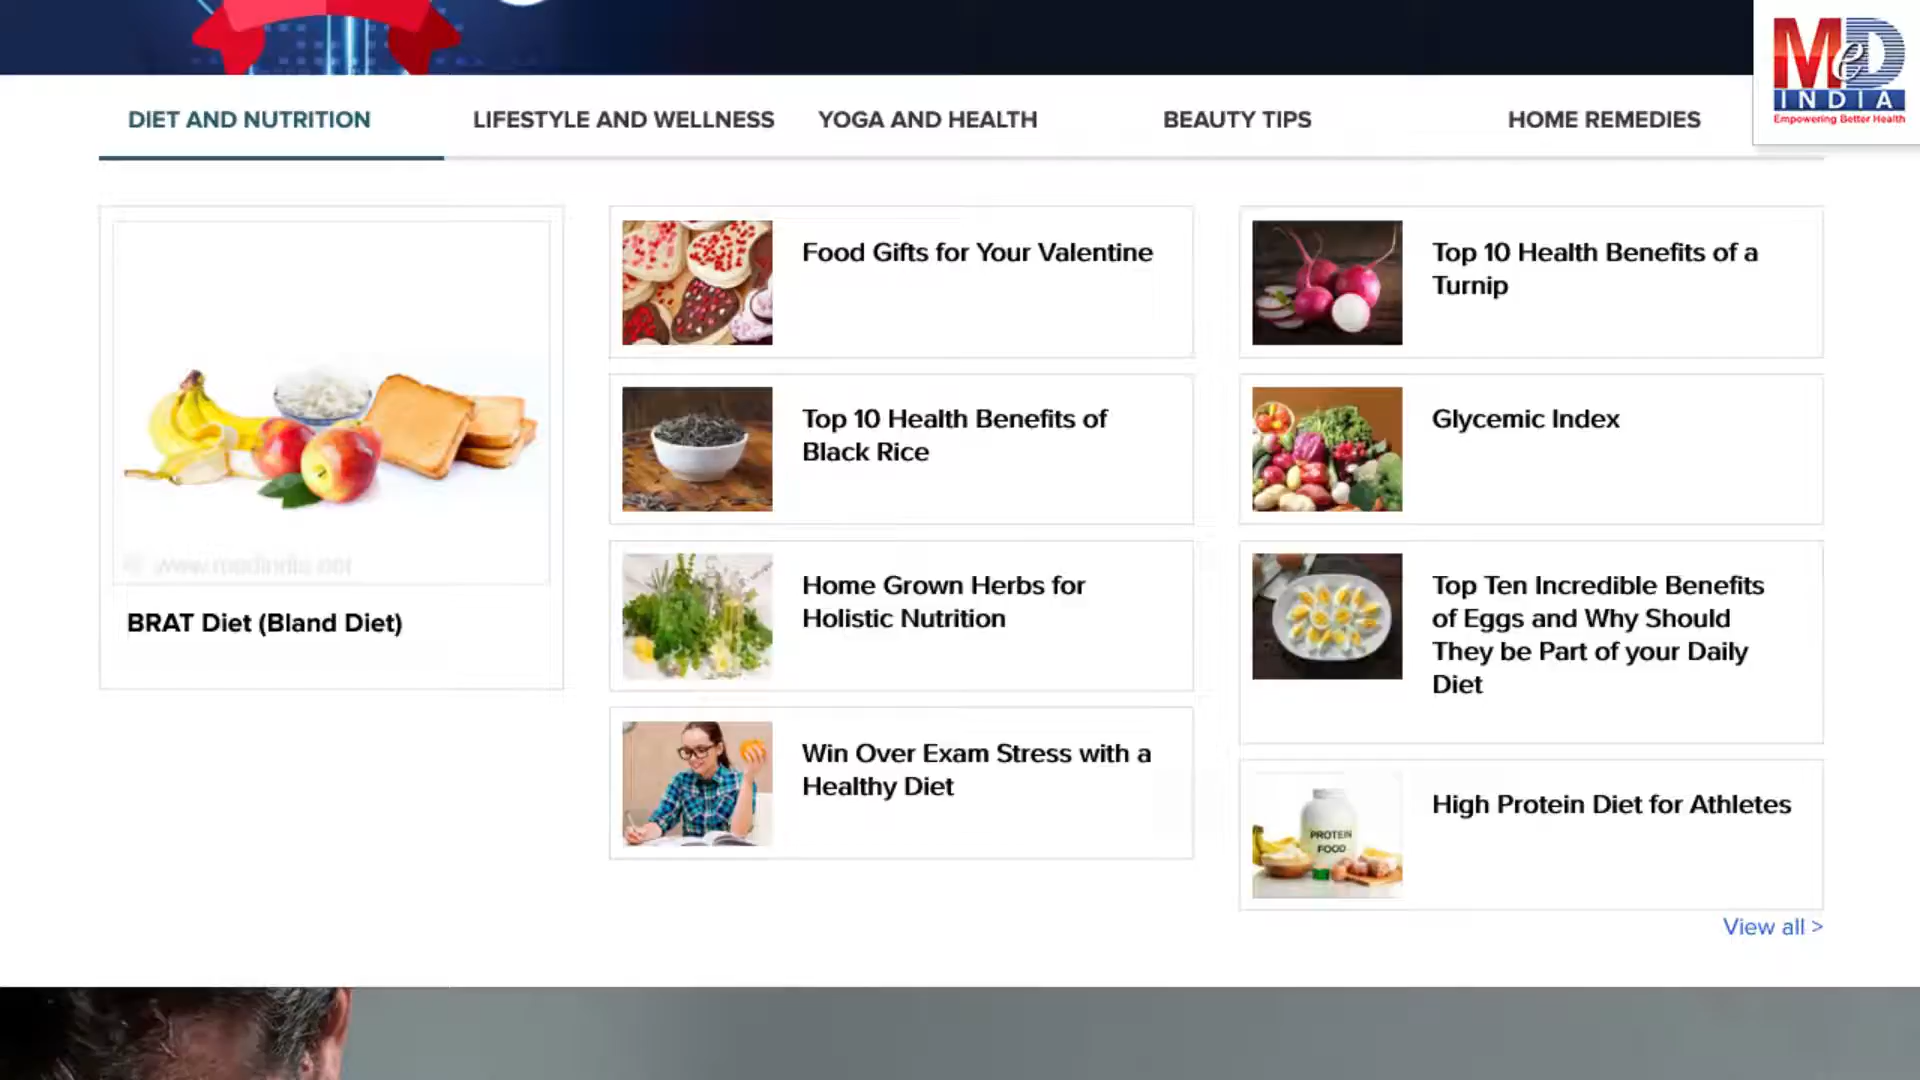 MeD
INDIA
Empowering Better Health
DIET AND NUTRITION
LIFESTYLE AND WELLNESS
YOGA AND HEALTH
BEAUTY TIPS
HOME REMEDIES
www.medindia.net
BRAT Diet (Bland Diet)
Food Gifts for Your Valentine
Top 10 Health Benefits of
Black Rice
Home Grown Herbs for
Holistic Nutrition
Win Over Exam Stress with a
Healthy Diet
Top 10 Health Benefits of a
Turnip
Glycemic Index
Top Ten Incredible Benefits
of Eggs and Why Should
They be Part of your Daily
Diet
PROTEIN
FOOD
High Protein Diet for Athletes
View all >